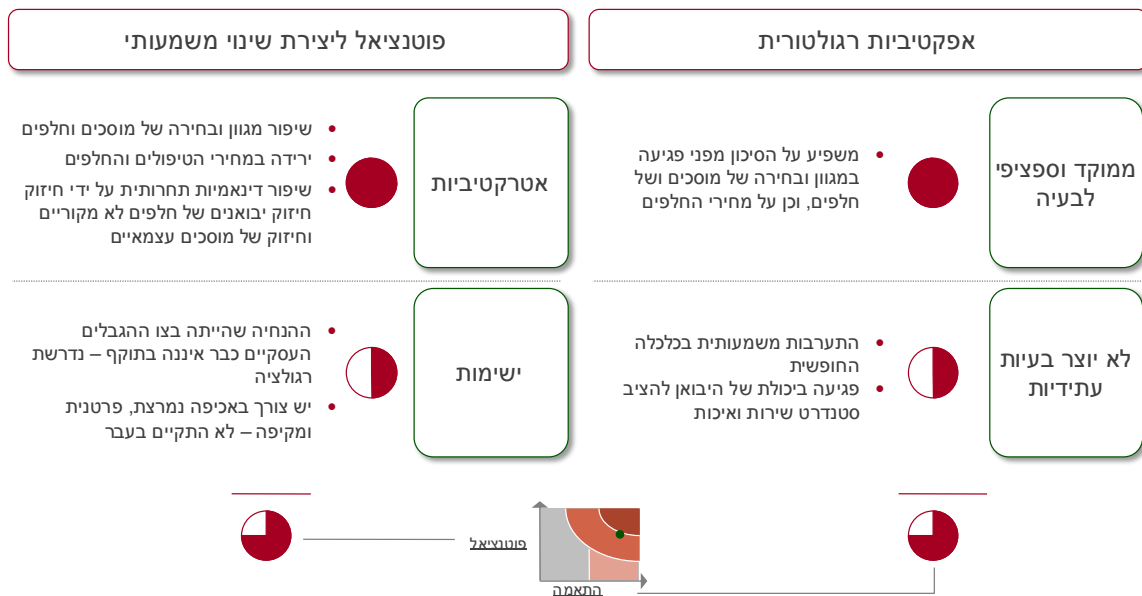 אפקטיביות רגולטורית
ממוקד וספציפי
לבעיה
• משפיע על הסיכון מפני פגיעה
במגוון ובחירה של מוסכים ושל
חלפים, וכן על מחירי החלפים
לא יוצר בעיות
עתידיות
• התערבות משמעותית בכלכלה
החופשית
• פגיעה ביכולת של היבואן להציב
סטנדרט שירות ואיכות
פוטנציאל ליצירת שינוי משמעותי
אטרקטיביות
• שיפור מגוון ובחירה של מוסכים וחלפים
• ירידה במחירי הטיפולים והחלפים
• שיפור דינאמיות תחרותית על ידי חיזוק
חיזוק יבואנים של חלפים לא מקוריים
וחיזוק של מוסכים עצמאיים
ישימות
• ההנחיה שהייתה בצו ההגבלים
העסקיים כבר איננה בתוקף – נדרשת
רגולציה
• יש צורך באכיפה נמרצת, פרטנית
ומקיפה – לא התקיים בעבר
פוטנציאל
התאמה